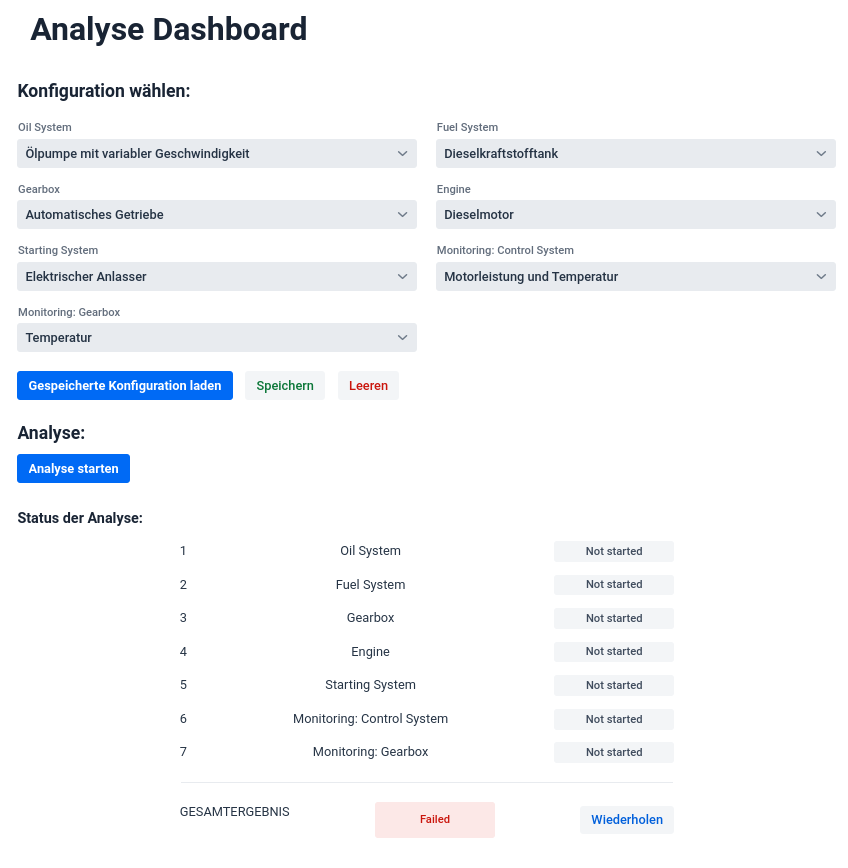 Analyse Dashboard
Konfiguration wählen:
Oil System
Fuel System
Ölpumpe mit variabler Geschwindigkeit
Dieselkraftstofftank
Gearbox
Engine
Automatisches Getriebe
Dieselmotor
Starting System
Monitoring: Control System
Elektrischer Anlasser
Motorleistung und Temperatur
Monitoring: Gearbox
Temperatur
Gespeicherte Konfiguration laden Speichern Leeren
Analyse:
Analyse starten
Status der Analyse:
1 Oil System Not started
2 Fuel System Not started
3 Gearbox Not started
4 Engine Not started
5 Starting System Not started
6 Monitoring: Control System Not started
7 Monitoring: Gearbox Not started
GESAMTERGEBNIS Failed Wiederholen